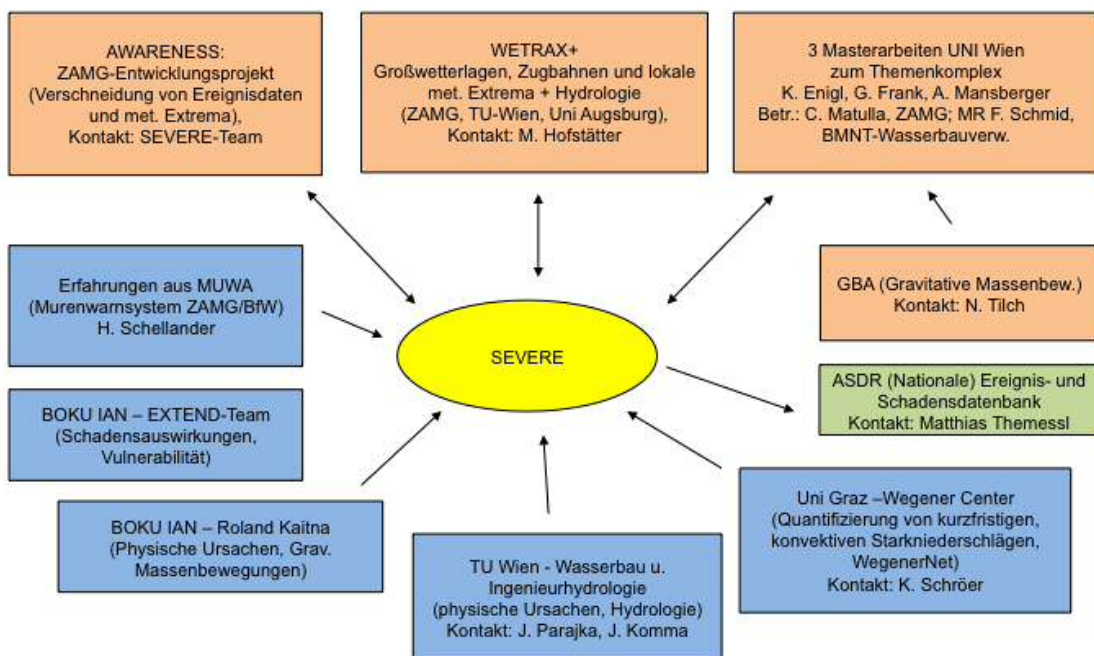 AWARENESS:
ZAMG-Entwicklungsprojekt
(Verschneidung von Ereignisdaten
und met. Extrema),
Kontakt: SEVERE-Team
WETRAX+
Großwetterlagen, Zugbahnen und lokale
met. Extrema + Hydrologie
(ZAMG, TU-Wien, Uni Augsburg),
Kontakt: M. Hofstätter
3 Masterarbeiten UNI Wien
zum Themenkomplex
K. Enigl, G. Frank, A. Mansberger
Betr.: C. Matulla, ZAMG; MR F. Schmid,
BMNT-Wasserbauverw.
Erfahrungen aus MUWA
(Murenwarnsystem ZAMG/BfW)
H. Schellander
GBA (Gravitative Massenbew.)
Kontakt: N. Tilch
SEVERE
ASDR (Nationale) Ereignis- und
Schadensdatenbank
Kontakt: Matthias Themessl
BOKU IAN – EXTEND-Team
(Schadensauswirkungen,
Vulnerabilität)
BOKU IAN – Roland Kaitna
(Physische Ursachen, Grav.
Massenbewegungen)
TU Wien - Wasserbau u.
Ingenieurhydrologie
(physische Ursachen, Hydrologie)
Kontakt: J. Parajka, J. Komma
Uni Graz –Wegener Center
(Quantifizierung von kurzfristigen,
konvektiven Starkniederschlägen,
WegenerNet)
Kontakt: K. Schröer